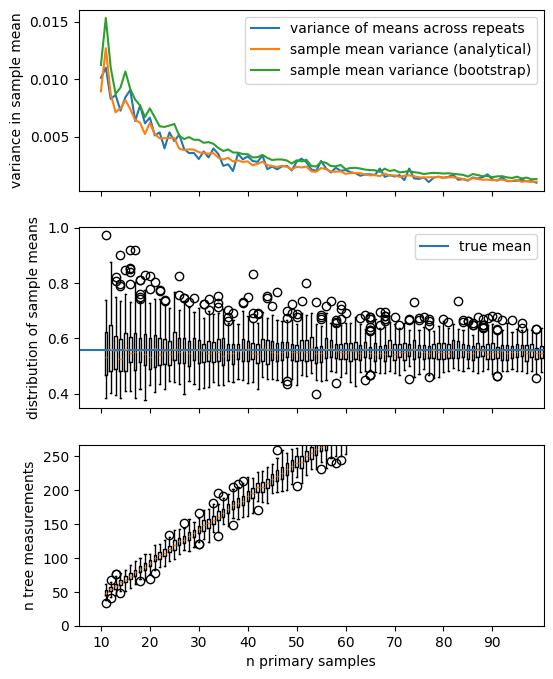 variance in sample mean
0.015
0.010
0.005
variance of means across repeats
sample mean variance (analytical)
sample mean variance (bootstrap)
distribution of sample means
1.0
0.8
0.6
0.4
true mean
n tree measurements
250
200
150
100
50
0
10 20 30 40 50 60 70 80 90
n primary samples